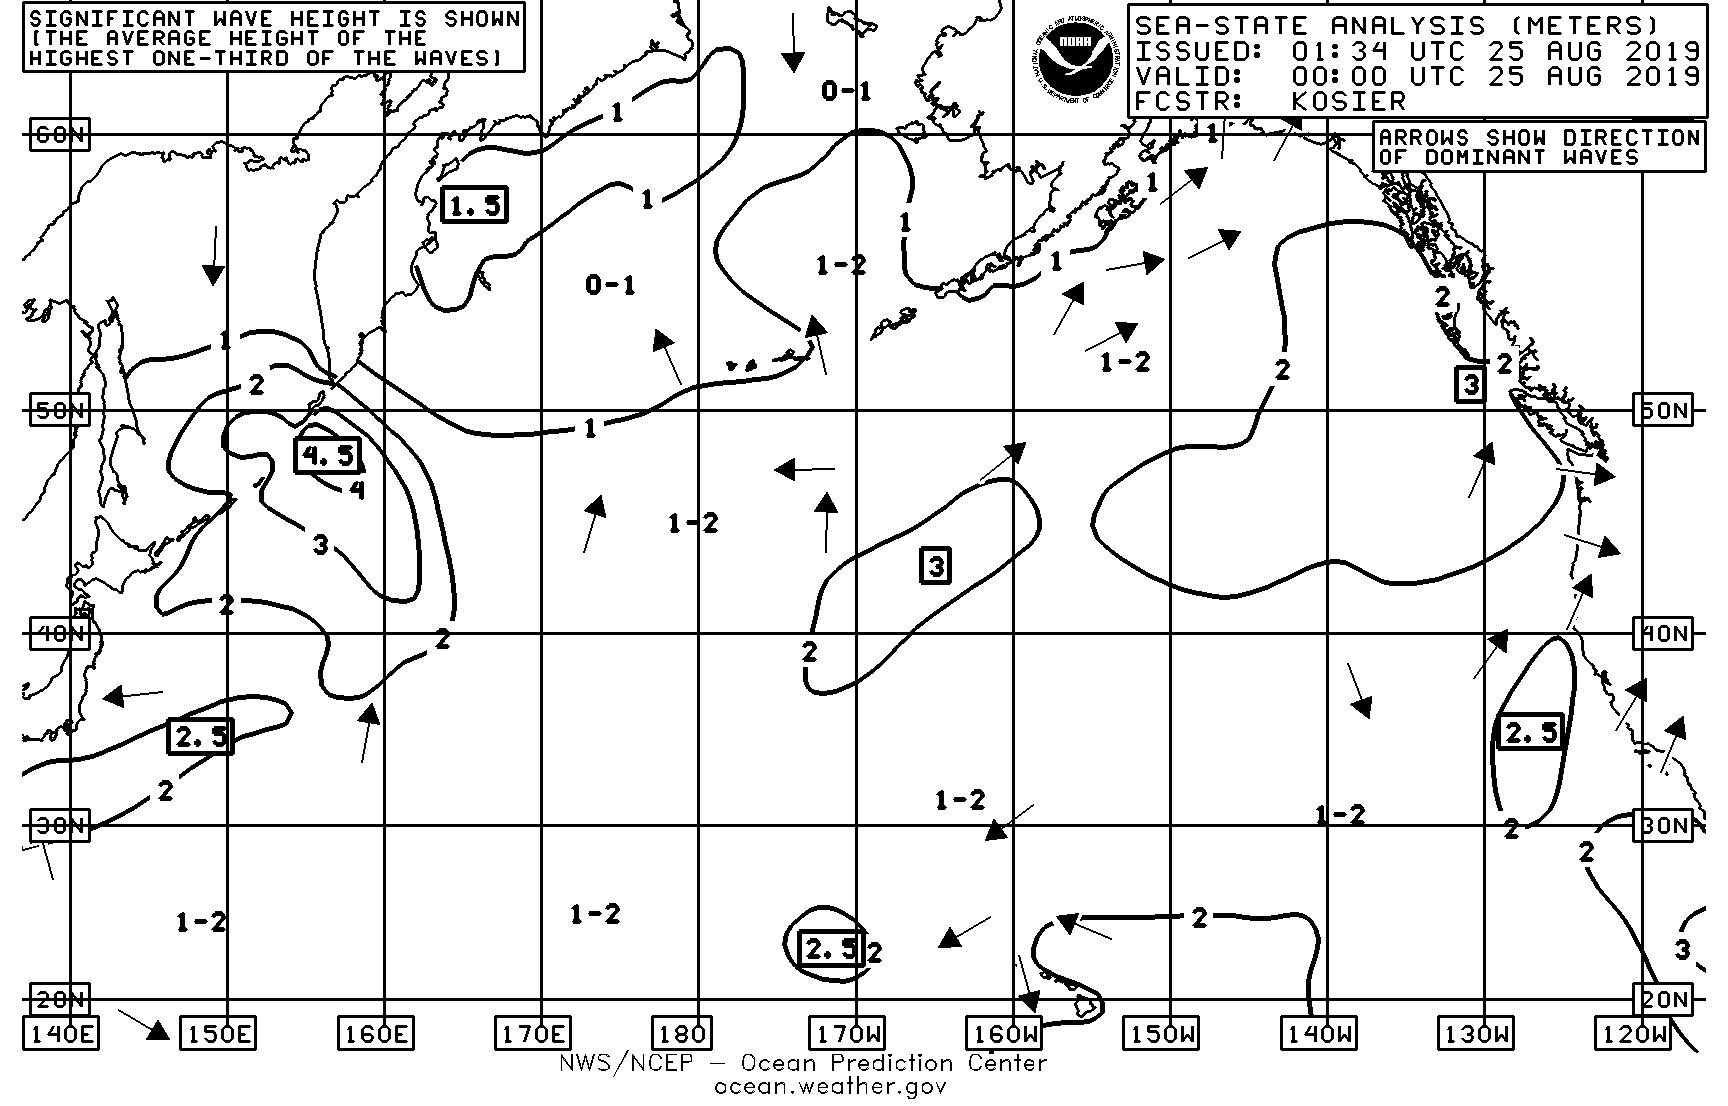 SIGNIFICANT WAVE HEIGHT IS SHOWN
(THE AVERAGE HEIGHT OF THE
HIGHEST ONE-THIRD OF THE WAVES)
NOAA
SEA-STATE ANALYSIS (METERS)
ISSUED: 01:34 UTC 25 AUG 2019
VALID: 00:00 UTC 25 AUG 2019
FCSTR: KOSIER
ARROWS SHOW DIRECTION
OF DOMINANT WAVES
0-1
1
60N
1
1
1.5
1
1
1-2
1
0-1
2
1
1-2
2
2
2
3
50N
50N
1
4.5
4
1-2
3
3
2
40N
2
2
40N
2.5
2.5
2
1-2
1-2
30N
2
30N
2
1-2
1-2
2
2.5
2
3
20N
20N
140E
150E
160E
170E
180
170W
160W
150W
140W
130W
120W
NWS/NCEP — Ocean Prediction Center
ocean.weather.gov